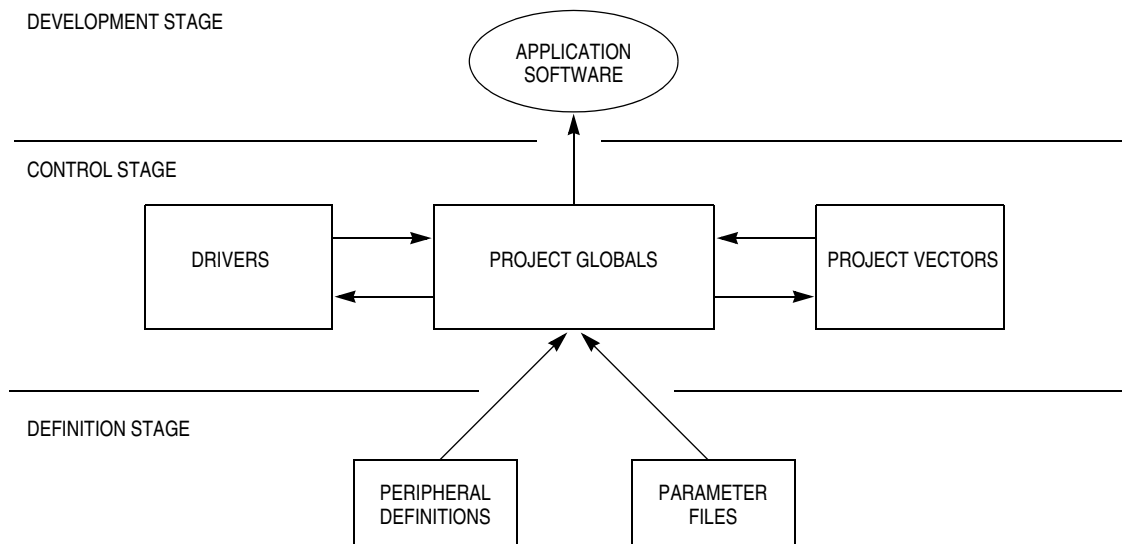 DEVELOPMENT STAGE
APPLICATION
SOFTWARE
CONTROL STAGE
DRIVERS
PROJECT GLOBALS
PROJECT VECTORS
DEFINITION STAGE
PERIPHERAL
DEFINITIONS
PARAMETER
FILES